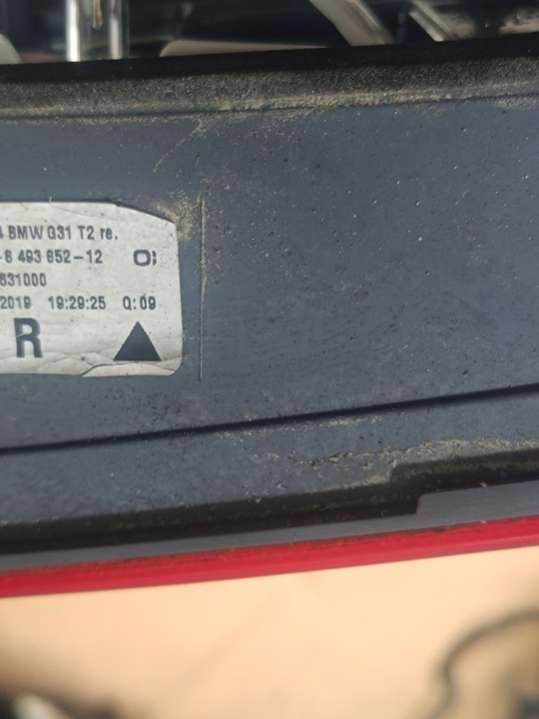 BMW G31 T2 re.
6 493 852-12
631000
2019 19:29:25 Q:09
R